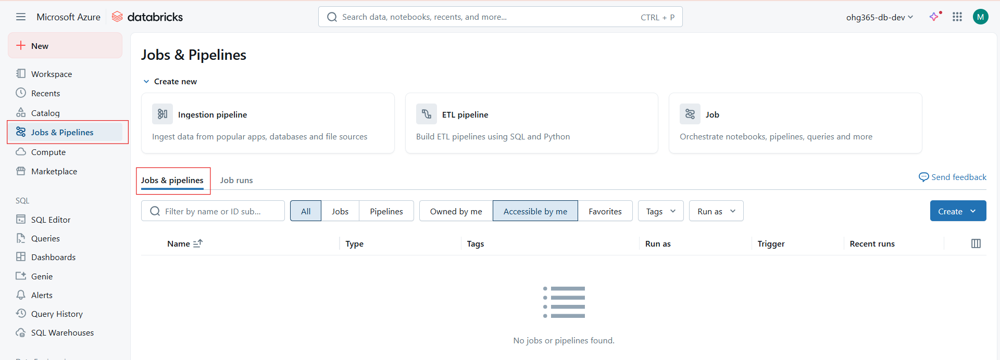 Microsoft Azure databricks
Search data, notebooks, recents, and more... CTRL + P
ohg365-db-dev
M
New
Workspace
Recents
Catalog
Jobs & Pipelines
Compute
Marketplace
SQL
SQL Editor
Queries
Dashboards
Genie
Alerts
Query History
SQL Warehouses
Jobs & Pipelines
Create new
Ingestion pipeline
Ingest data from popular apps, databases and file sources
ETL pipeline
Build ETL pipelines using SQL and Python
Job
Orchestrate notebooks, pipelines, queries and more
Jobs & pipelines Job runs
Send feedback
Filter by name or ID sub... All Jobs Pipelines Owned by me Accessible by me Favorites Tags Run as Create
Name Type Tags Run as Trigger Recent runs
No jobs or pipelines found.